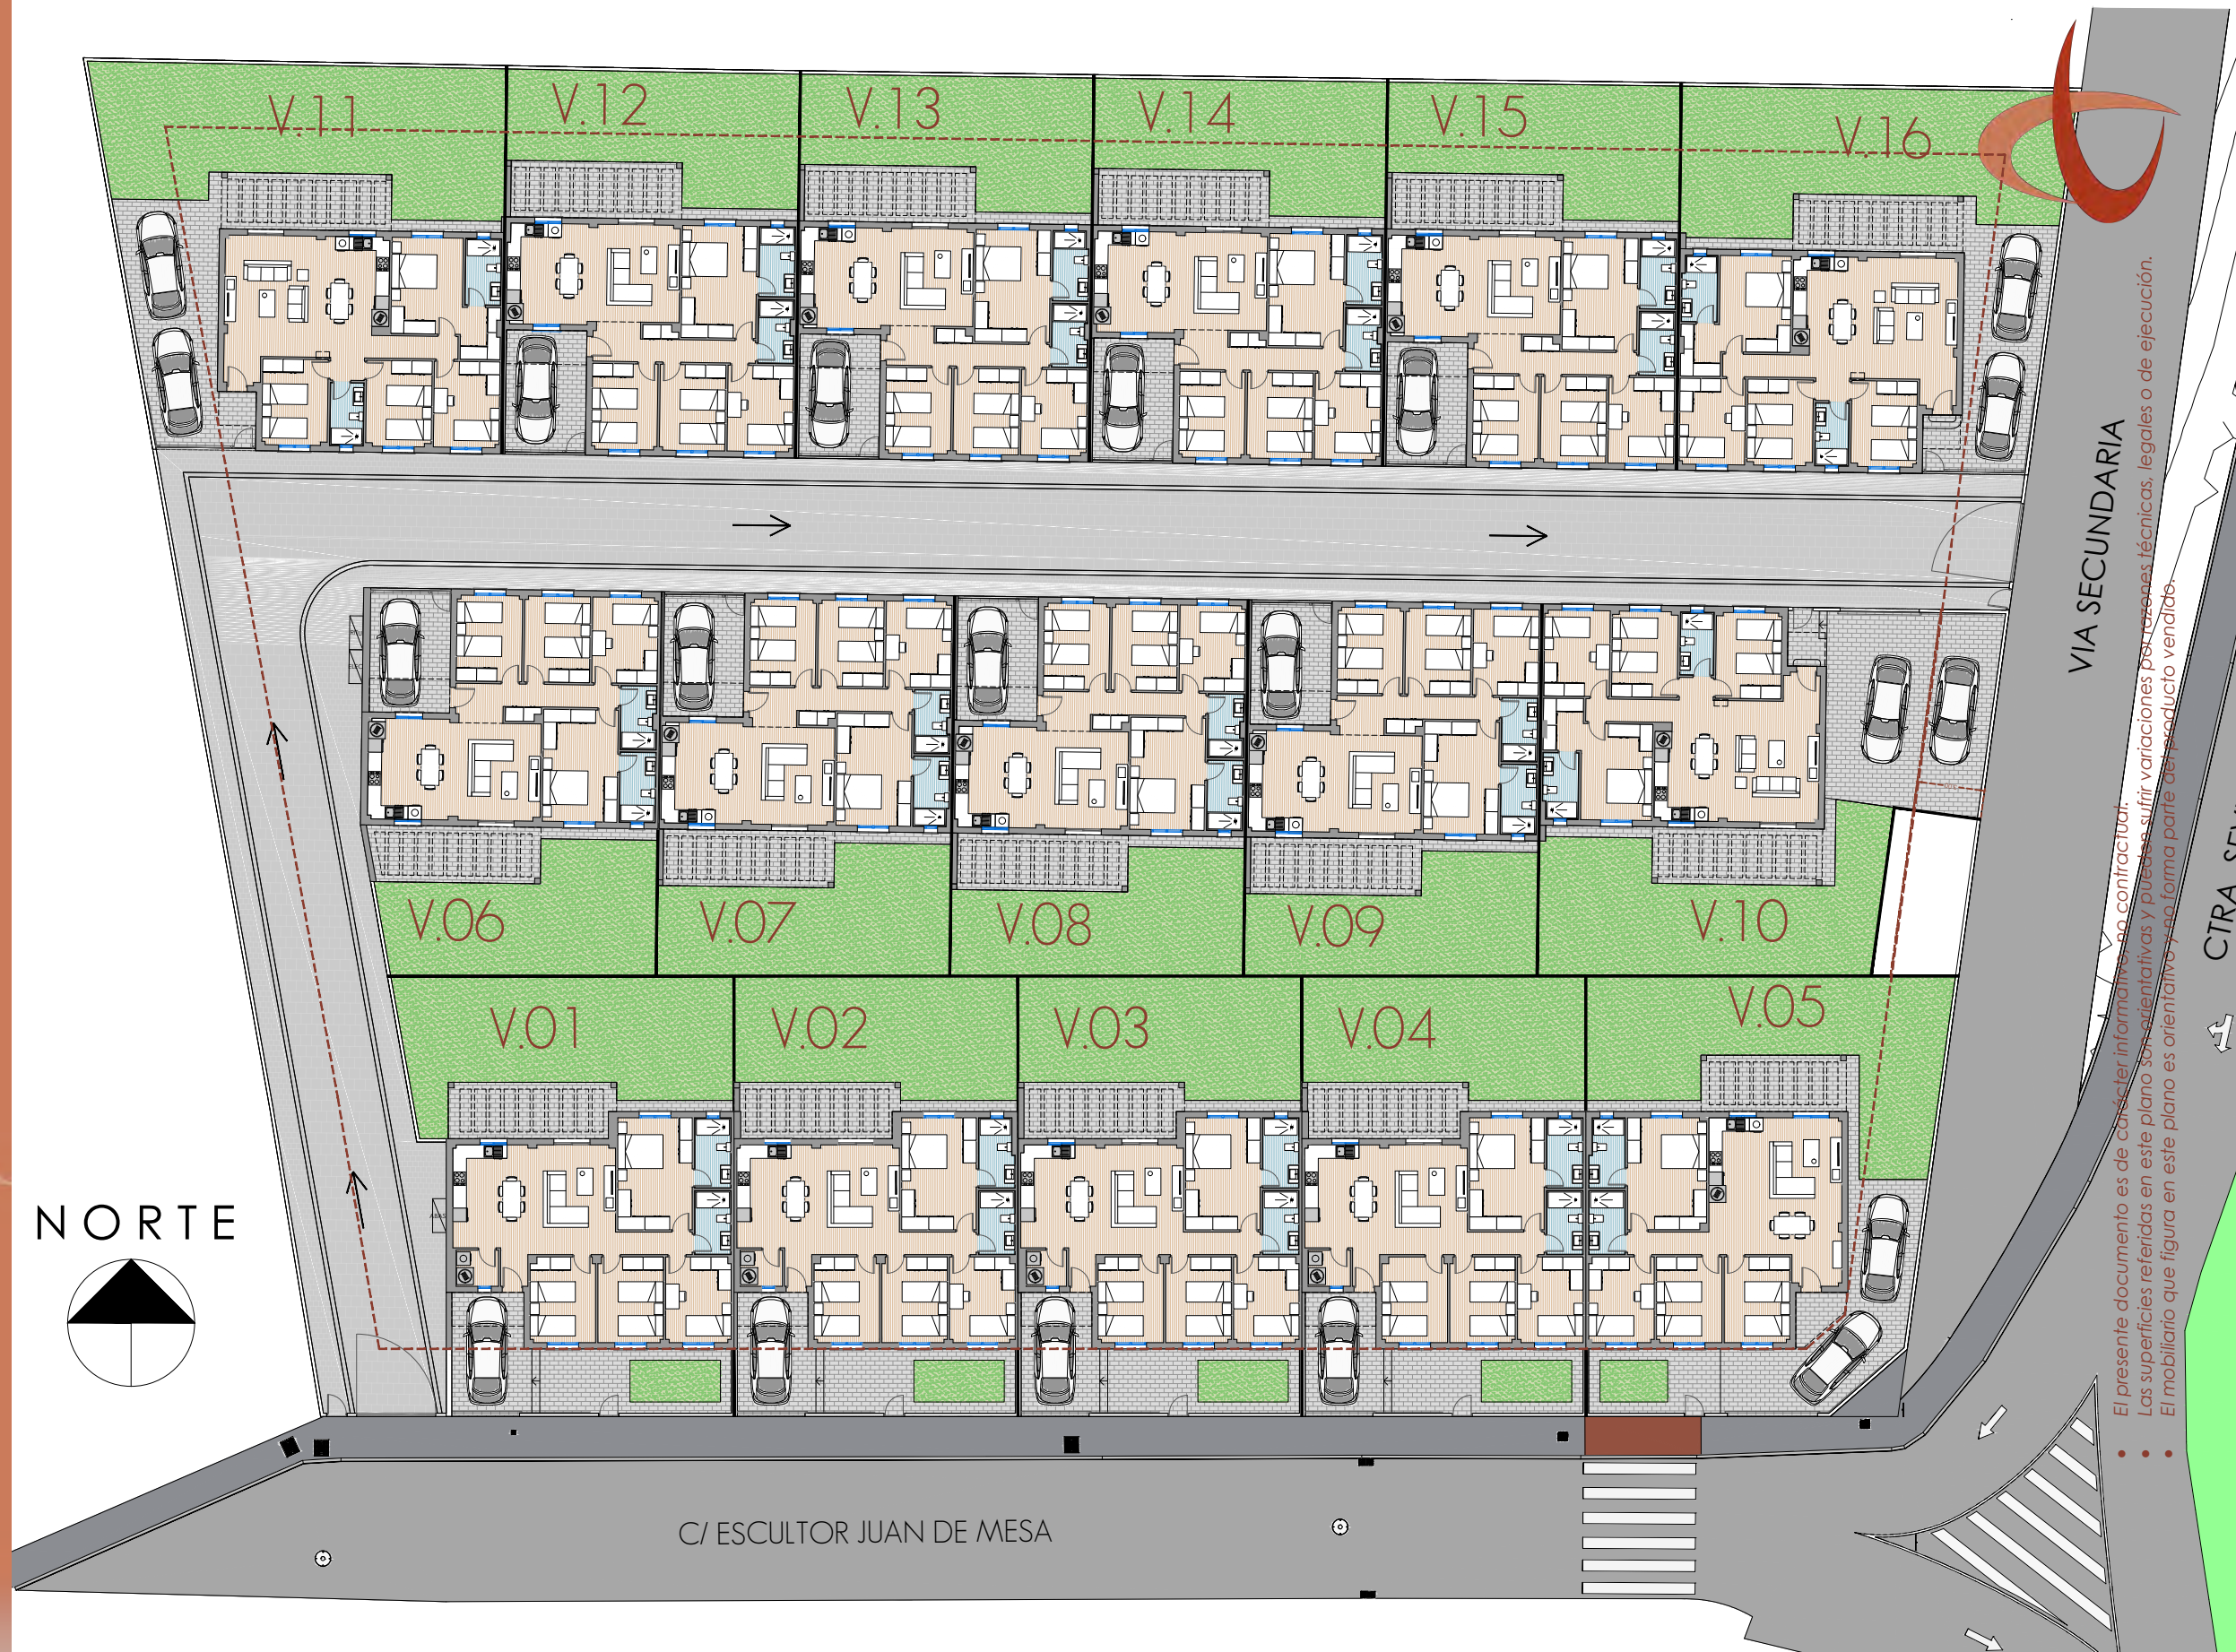 V.11
V.12
V.13
V.14
V.15
V.16
V.06
V.07
V.08
V.09
V.10
V.01
V.02
V.03
V.04
V.05
NORTE
C/ ESCULTOR JUAN DE MESA
VIA SECUNDARIA
CTRA.
El presente documento es de carácter informativo, no contractual.
Las superficies referidas en este plano son orientativas y pueden sufrir variaciones por razones técnicas, legales o de ejecución.
El mobiliario que figura en este plano es orientativo y no forma parte del producto vendido.